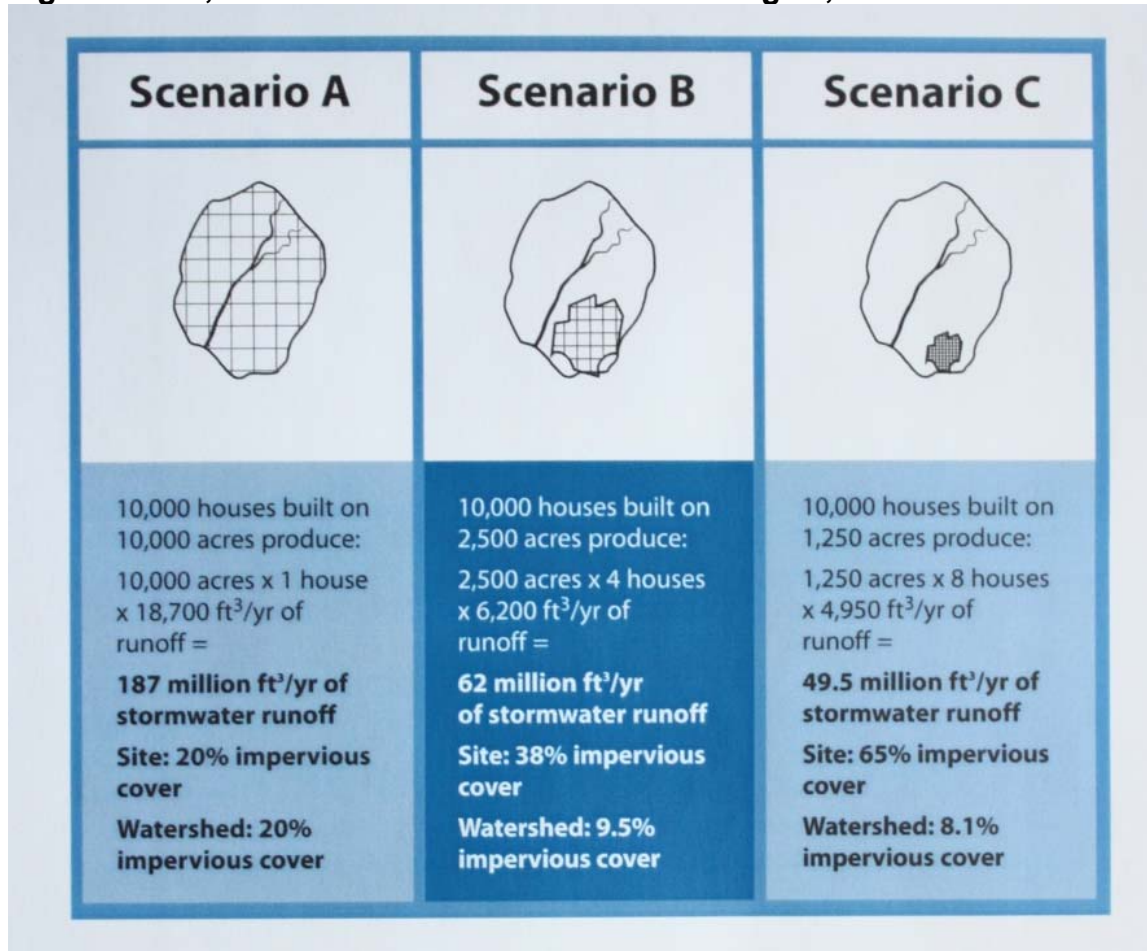 Scenario A
Scenario B
Scenario C
10,000 houses built on
10,000 acres produce:
10,000 acres x 1 house
x 18,700 ft³/yr of
runoff =
187 million ft³/yr of
stormwater runoff
Site: 20% impervious
cover
Watershed: 20%
impervious cover
10,000 houses built on
2,500 acres produce:
2,500 acres x 4 houses
x 6,200 ft³/yr of
runoff =
62 million ft³/yr
of stormwater runoff
Site: 38% impervious
cover
Watershed: 9.5%
impervious cover
10,000 houses built on
1,250 acres produce:
1,250 acres x 8 houses
x 4,950 ft³/yr of
runoff =
49.5 million ft³/yr of
stormwater runoff
Site: 65% impervious
cover
Watershed: 8.1%
impervious cover